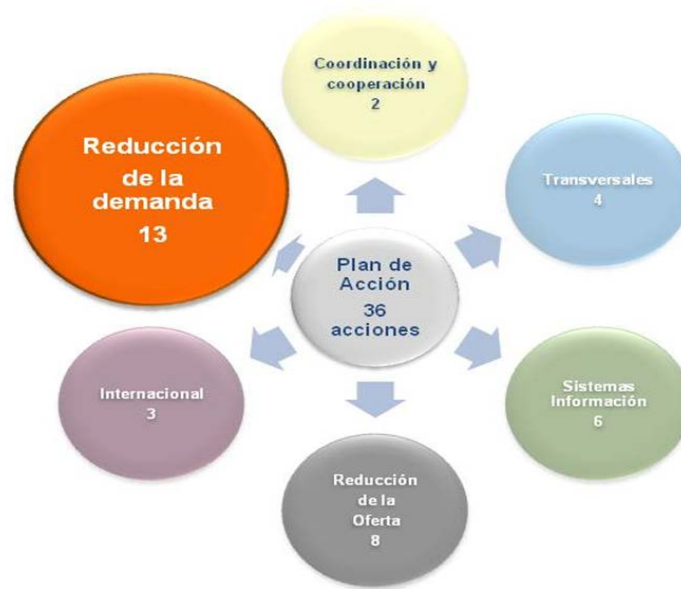 Coordinación y
cooperación
2
Reducción
de la
demanda
13
Transversales
4
Plan de
Acción
36
acciones
Internacional
3
Sistemas
Información
6
Reducción
de la
Oferta
8